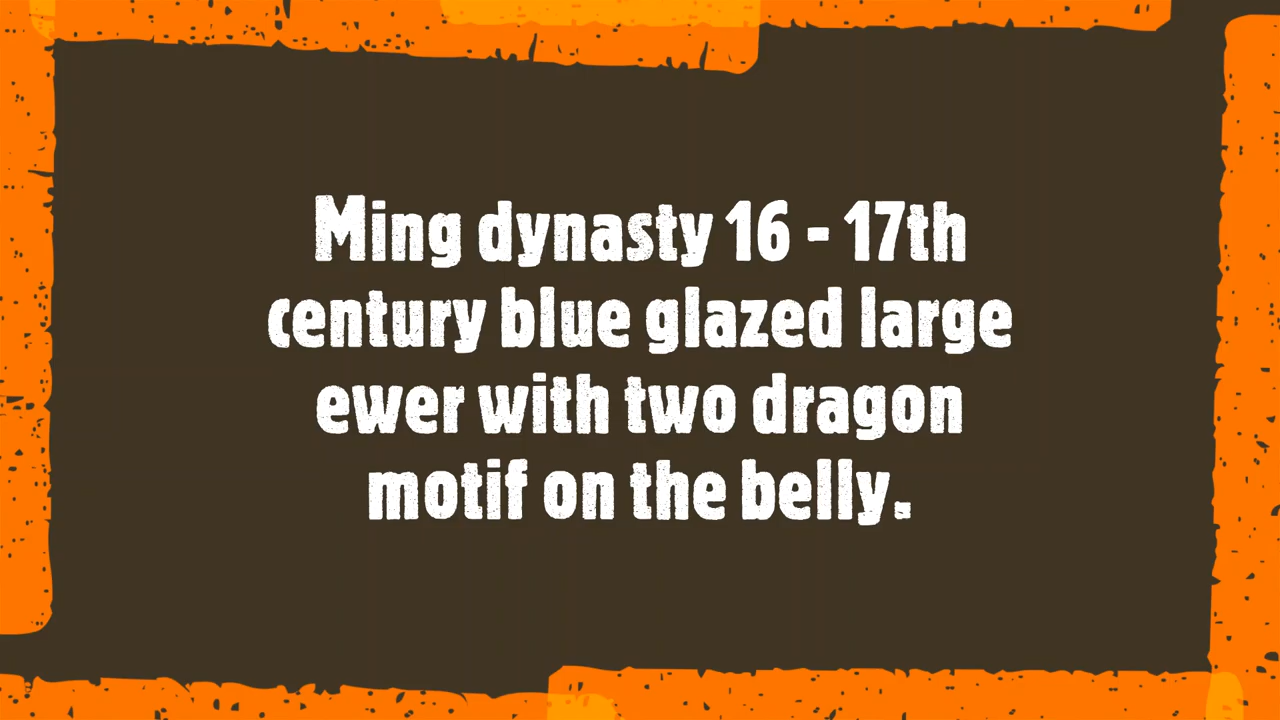 Ming dynasty 16 - 17th
century blue glazed large
ewer with two dragon
motif on the belly.